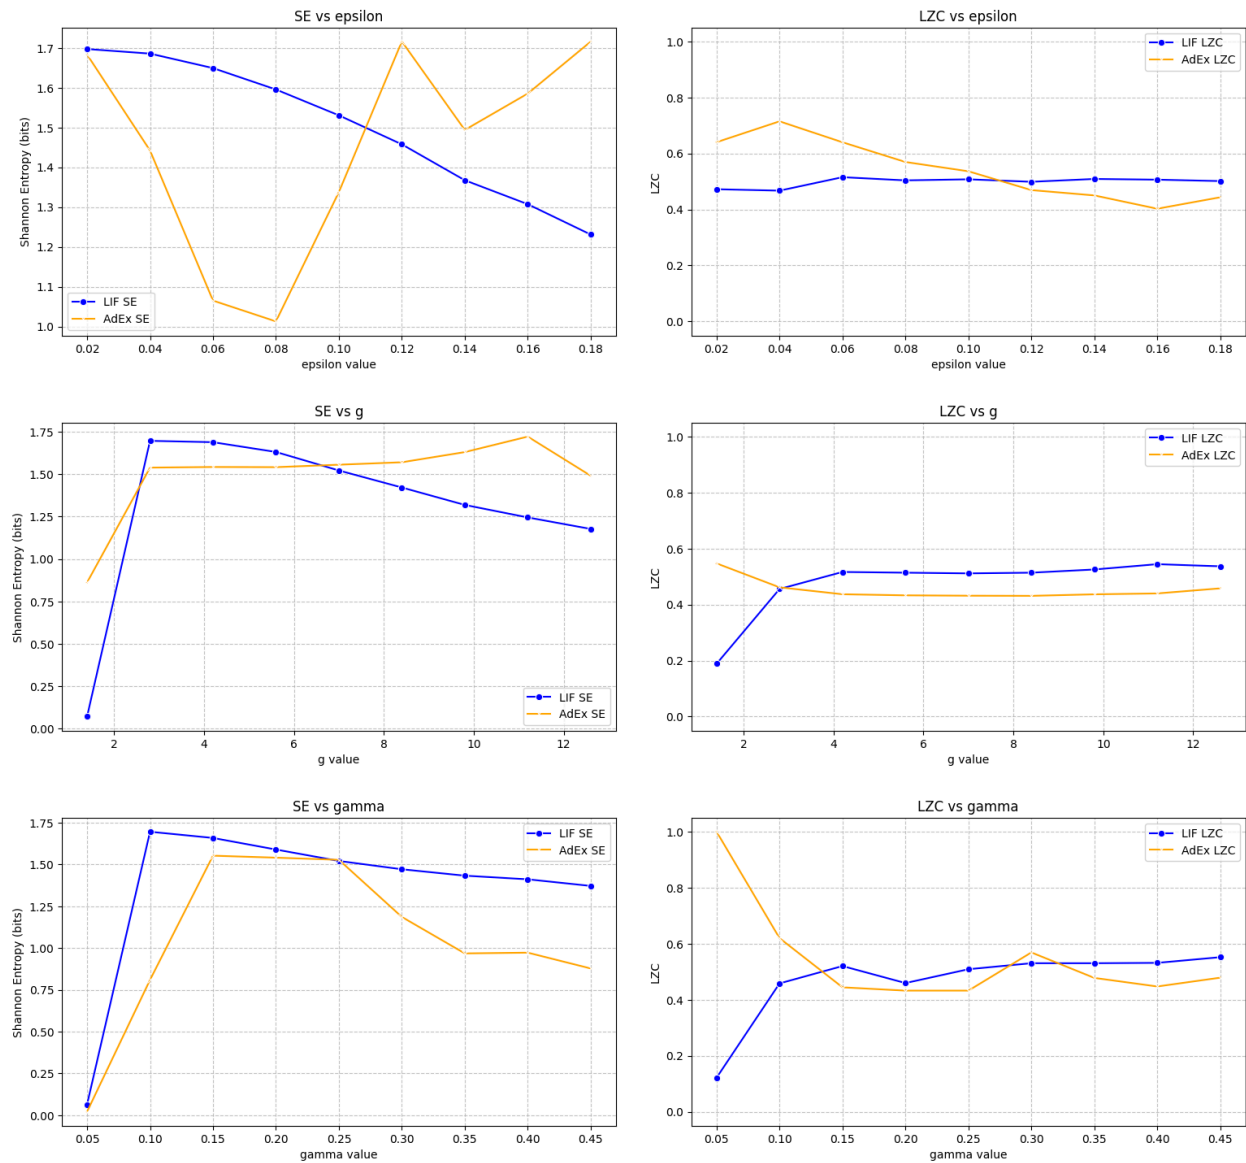 SE vs epsilon
Shannon Entropy (bits)
1.7
1.6
1.5
1.4
1.3
1.2
1.1
1.0
LIF SE
AdEx SE
0.02 0.04 0.06 0.08 0.10 0.12 0.14 0.16 0.18
epsilon value
LZC vs epsilon
LZC
1.0
0.8
0.6
0.4
0.2
0.0
LIF LZC
AdEx LZC
0.02 0.04 0.06 0.08 0.10 0.12 0.14 0.16 0.18
epsilon value
SE vs g
Shannon Entropy (bits)
1.75
1.50
1.25
1.00
0.75
0.50
0.25
0.00
LIF SE
AdEx SE
2 4 6 8 10 12
g value
LZC vs g
LZC
1.0
0.8
0.6
0.4
0.2
0.0
LIF LZC
AdEx LZC
2 4 6 8 10 12
g value
SE vs gamma
Shannon Entropy (bits)
1.75
1.50
1.25
1.00
0.75
0.50
0.25
0.00
LIF SE
AdEx SE
0.05 0.10 0.15 0.20 0.25 0.30 0.35 0.40 0.45
gamma value
LZC vs gamma
LZC
1.0
0.8
0.6
0.4
0.2
0.0
LIF LZC
AdEx LZC
0.05 0.10 0.15 0.20 0.25 0.30 0.35 0.40 0.45
gamma value